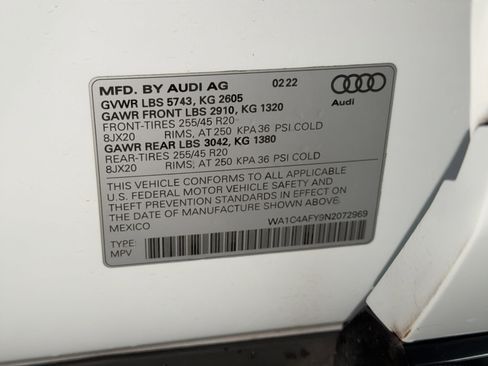 MFD. BY AUDI AG 02/22
GVWR LBS 5743, KG 2605
GAWR FRONT LBS 2910, KG 1320
FRONT-TIRES 255/45 R20
8JX20 RIMS, AT 250 KPA 36 PSI COLD
GAWR REAR LBS 3042, KG 1380
REAR-TIRES 255/45 R20
8JX20 RIMS, AT 250 KPA 36 PSI COLD
THIS VEHICLE CONFORMS TO ALL APPLICABLE
U.S. FEDERAL MOTOR VEHICLE SAFETY AND THEFT
PREVENTION STANDARDS IN EFFECT ON
THE DATE OF MANUFACTURE SHOWN ABOVE.
MEXICO WA1C4AFY9N2072969
TYPE:
MPV
Audi